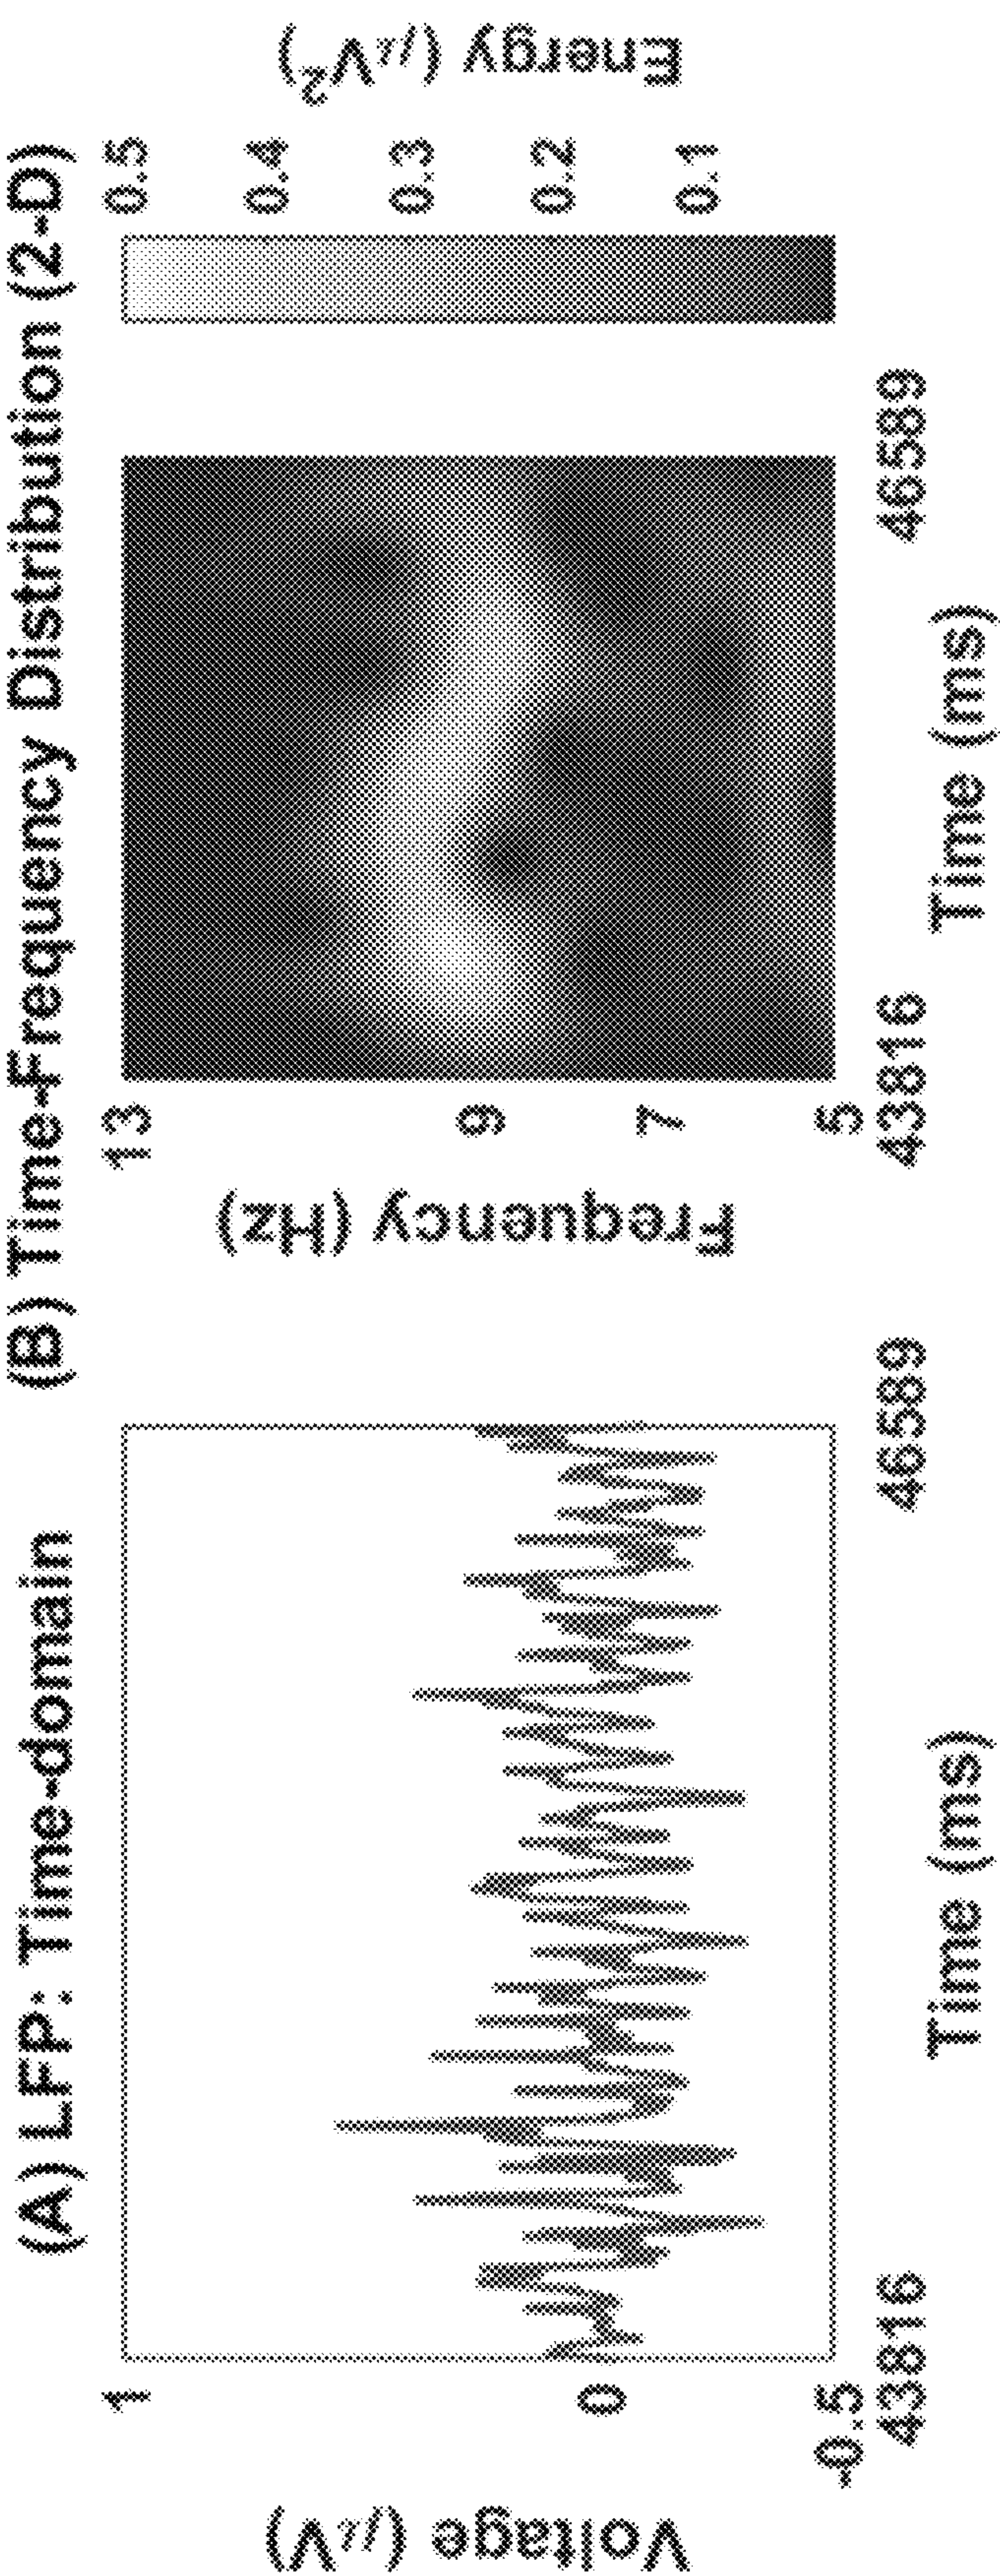 (A) LFP: Time-domain
Voltage (μV)
1
0
-0.5
43816
46589
Time (ms)
(B) Time-Frequency Distribution (2-D)
Frequency (Hz)
13
9
7
5
43816
46589
Time (ms)
0.5
0.4
0.3
0.2
0.1
Energy (μV²)